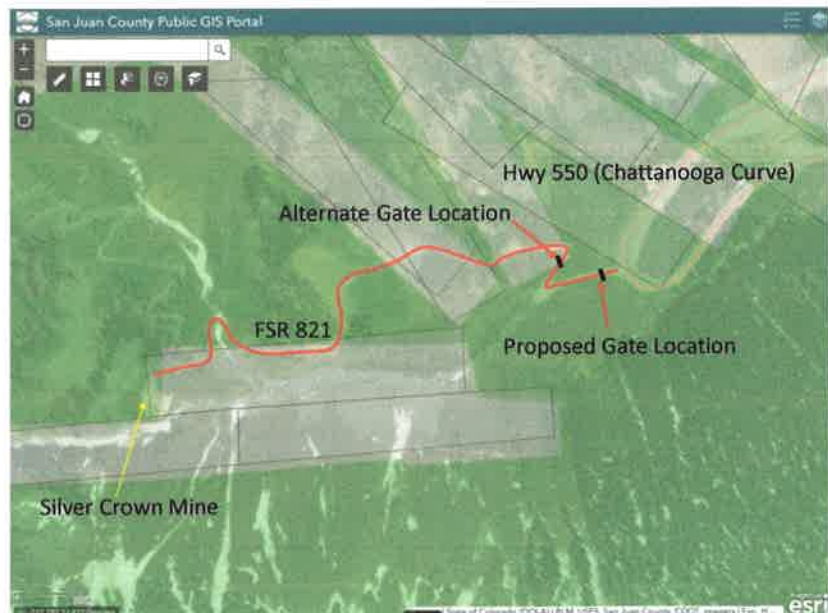 San Juan County Public GIS Portal
Hwy 550 (Chattanooga Curve)
Alternate Gate Location
FSR 821
Proposed Gate Location
Silver Crown Mine
esri